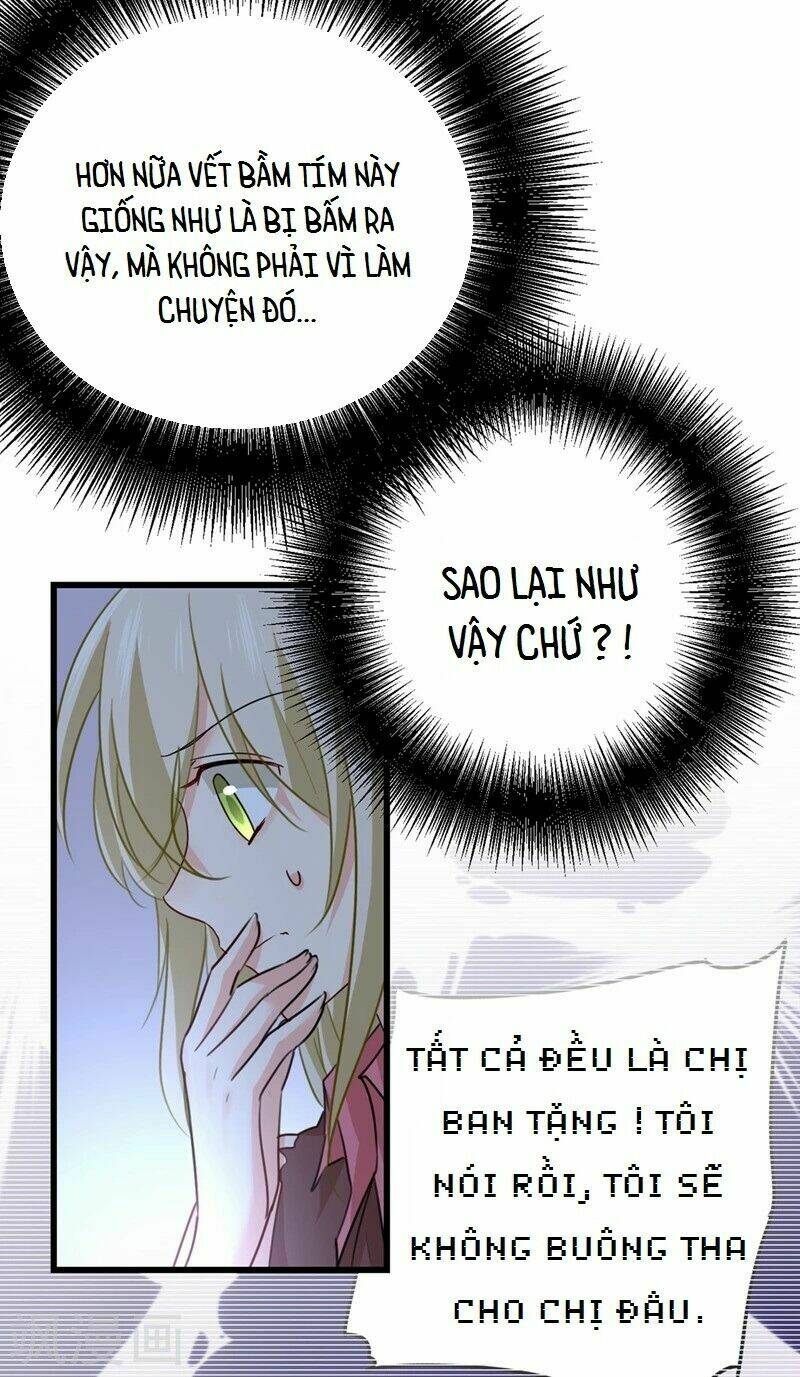 HƠN NỮA VẾT BẦM TÍM NÀY
GIỐNG NHƯ LÀ BỊ BẤM RA
VẬY, MÀ KHÔNG PHẢI VÌ LÀM
CHUYỆN ĐÓ...
SAO LẠI NHƯ
VẬY CHỨ ? !
TẤT CẢ ĐỀU LÀ CHỊ
BAN TẶNG ! TÔI
NÓI RỒI, TÔI SẼ
KHÔNG BUÔNG THA
CHO CHỊ ĐÂU.
漫画